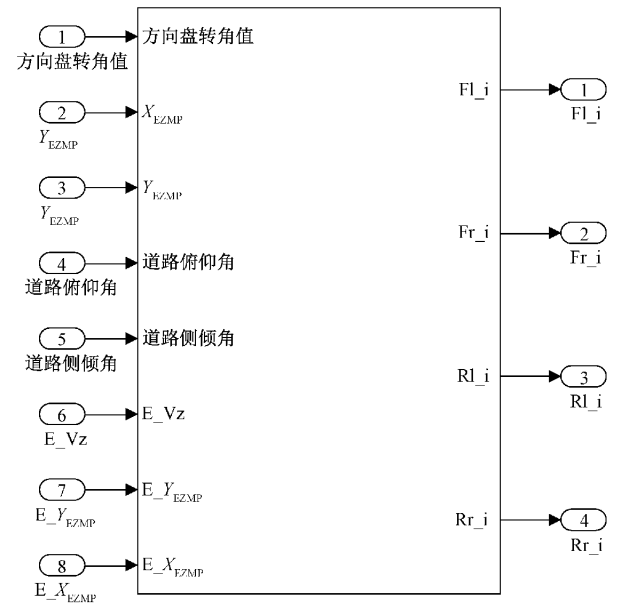 1
方向盘转角值
方向盘转角值
2
Y_EZMP
X_EZMP
3
Y_EZMP
Y_EZMP
4
道路俯仰角
道路俯仰角
5
道路侧倾角
道路侧倾角
6
E_Vz
E_Vz
7
E_Y_EZMP
E_Y_EZMP
8
E_X_EZMP
E_X_EZMP
Fl_i
1
Fl_i
Fr_i
2
Fr_i
Rl_i
3
Rl_i
Rr_i
4
Rr_i